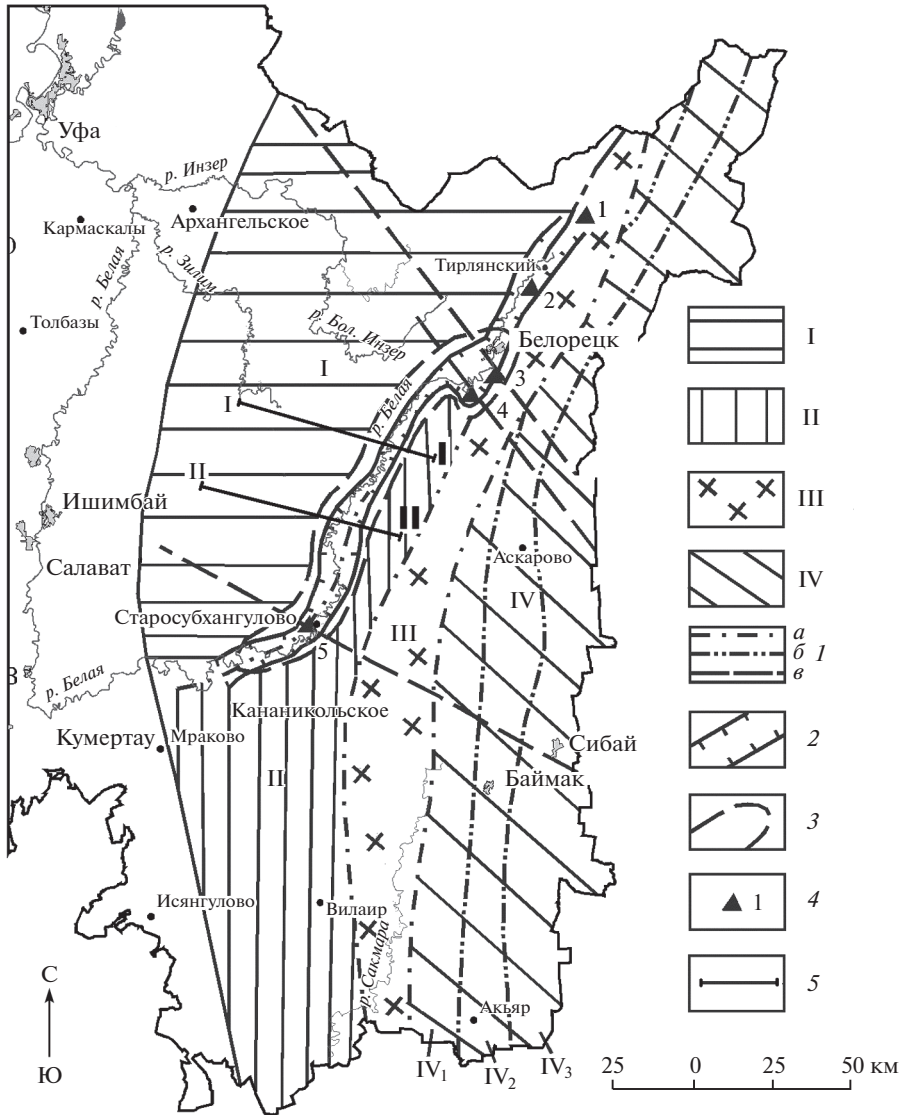 Уфа
р. Инзер
Кармаскалы
Архангельское
р. Белая
р. Зилим
Толбазы
р. Бол. Инзер
Тирлянский
1
2
Белорецк
3
4
I
I
р. Белая
I
II
II
Ишимбай
Салават
Аскарово
IV
Старосубхангулово
5
III
р. Белая
Кананикольское
Кумертау
Мраково
II
Сибай
Баймак
Исянгулово
Вилаир
р. Сакмара
Акъяр
С
Ю
IV1
IV2
IV3
I
II
III
IV
а
б 1
в
2
3
1 4
5
25 0 25 50 км